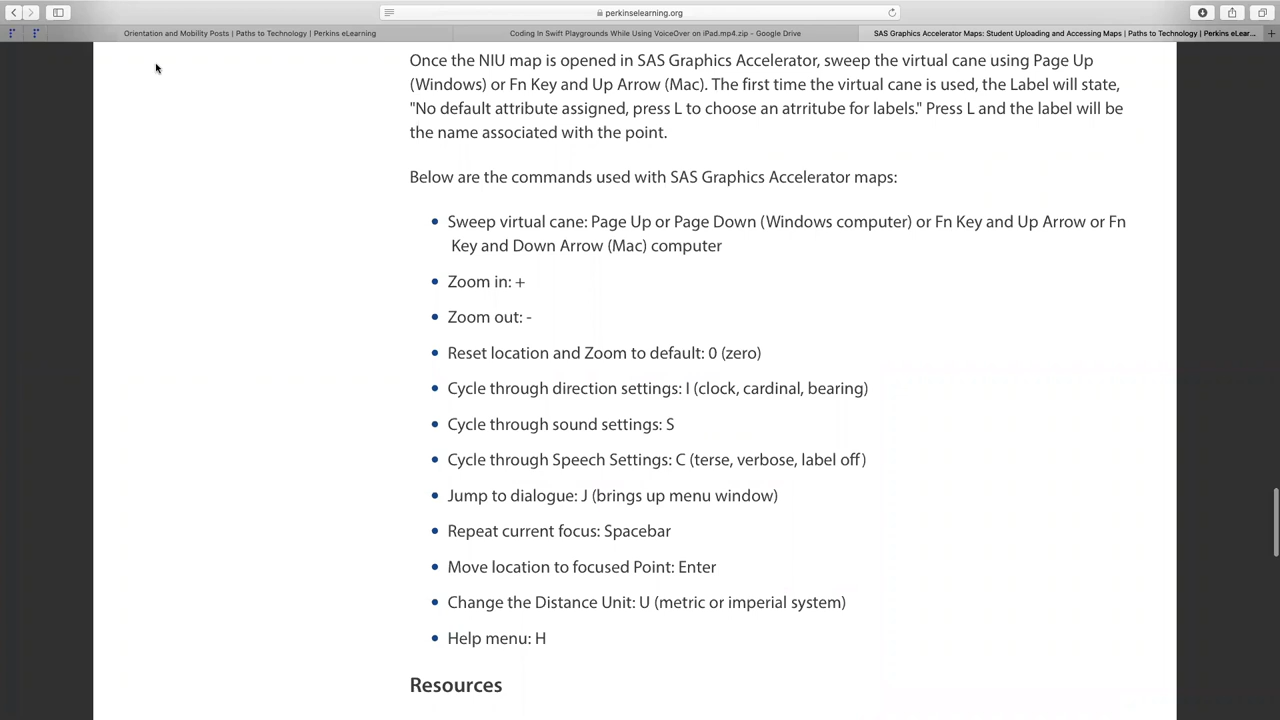 perkinselearning.org
Orientation and Mobility Posts | Paths to Technology | Perkins eLearning
Coding In Swift Playgrounds While Using VoiceOver on iPad.mp4.zip - Google Drive
SAS Graphics Accelerator Maps: Student Uploading and Accessing Maps | Paths to Technology | Perkins eLear...
Once the NIU map is opened in SAS Graphics Accelerator, sweep the virtual cane using Page Up
(Windows) or Fn Key and Up Arrow (Mac). The first time the virtual cane is used, the Label will state,
"No default attribute assigned, press L to choose an atrritube for labels." Press L and the label will be
the name associated with the point.
Below are the commands used with SAS Graphics Accelerator maps:
• Sweep virtual cane: Page Up or Page Down (Windows computer) or Fn Key and Up Arrow or Fn
Key and Down Arrow (Mac) computer
• Zoom in: +
• Zoom out: -
• Reset location and Zoom to default: 0 (zero)
• Cycle through direction settings: I (clock, cardinal, bearing)
• Cycle through sound settings: S
• Cycle through Speech Settings: C (terse, verbose, label off)
• Jump to dialogue: J (brings up menu window)
• Repeat current focus: Spacebar
• Move location to focused Point: Enter
• Change the Distance Unit: U (metric or imperial system)
• Help menu: H
Resources